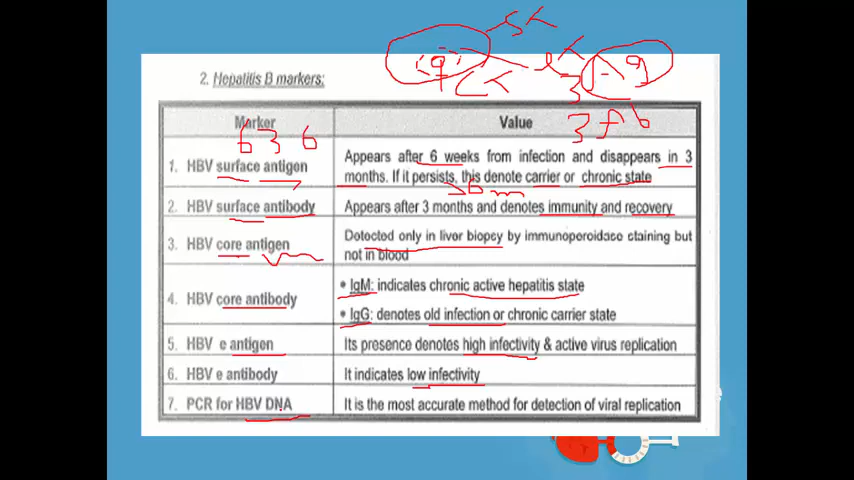 2. Hepatitis B markers:
Marker
Value
6 3 6
1. HBV surface antigen
Appears after 6 weeks from infection and disappears in 3
months. If it persists, this denote carrier or chronic state
2. HBV surface antibody
Appears after 3 months and denotes immunity and recovery
3. HBV core antigen
Detected only in livor biopsy by immunoperoxidase staining but
not in blood
4. HBV core antibody
• IgM: indicates chronic active hepatitis state
• IgG: denotes old infection or chronic carrier state
5. HBV e antigen
Its presence denotes high infectivity & active virus replication
6. HBV e antibody
It indicates low infectivity
7. PCR for HBV DNA
It is the most accurate method for detection of viral replication